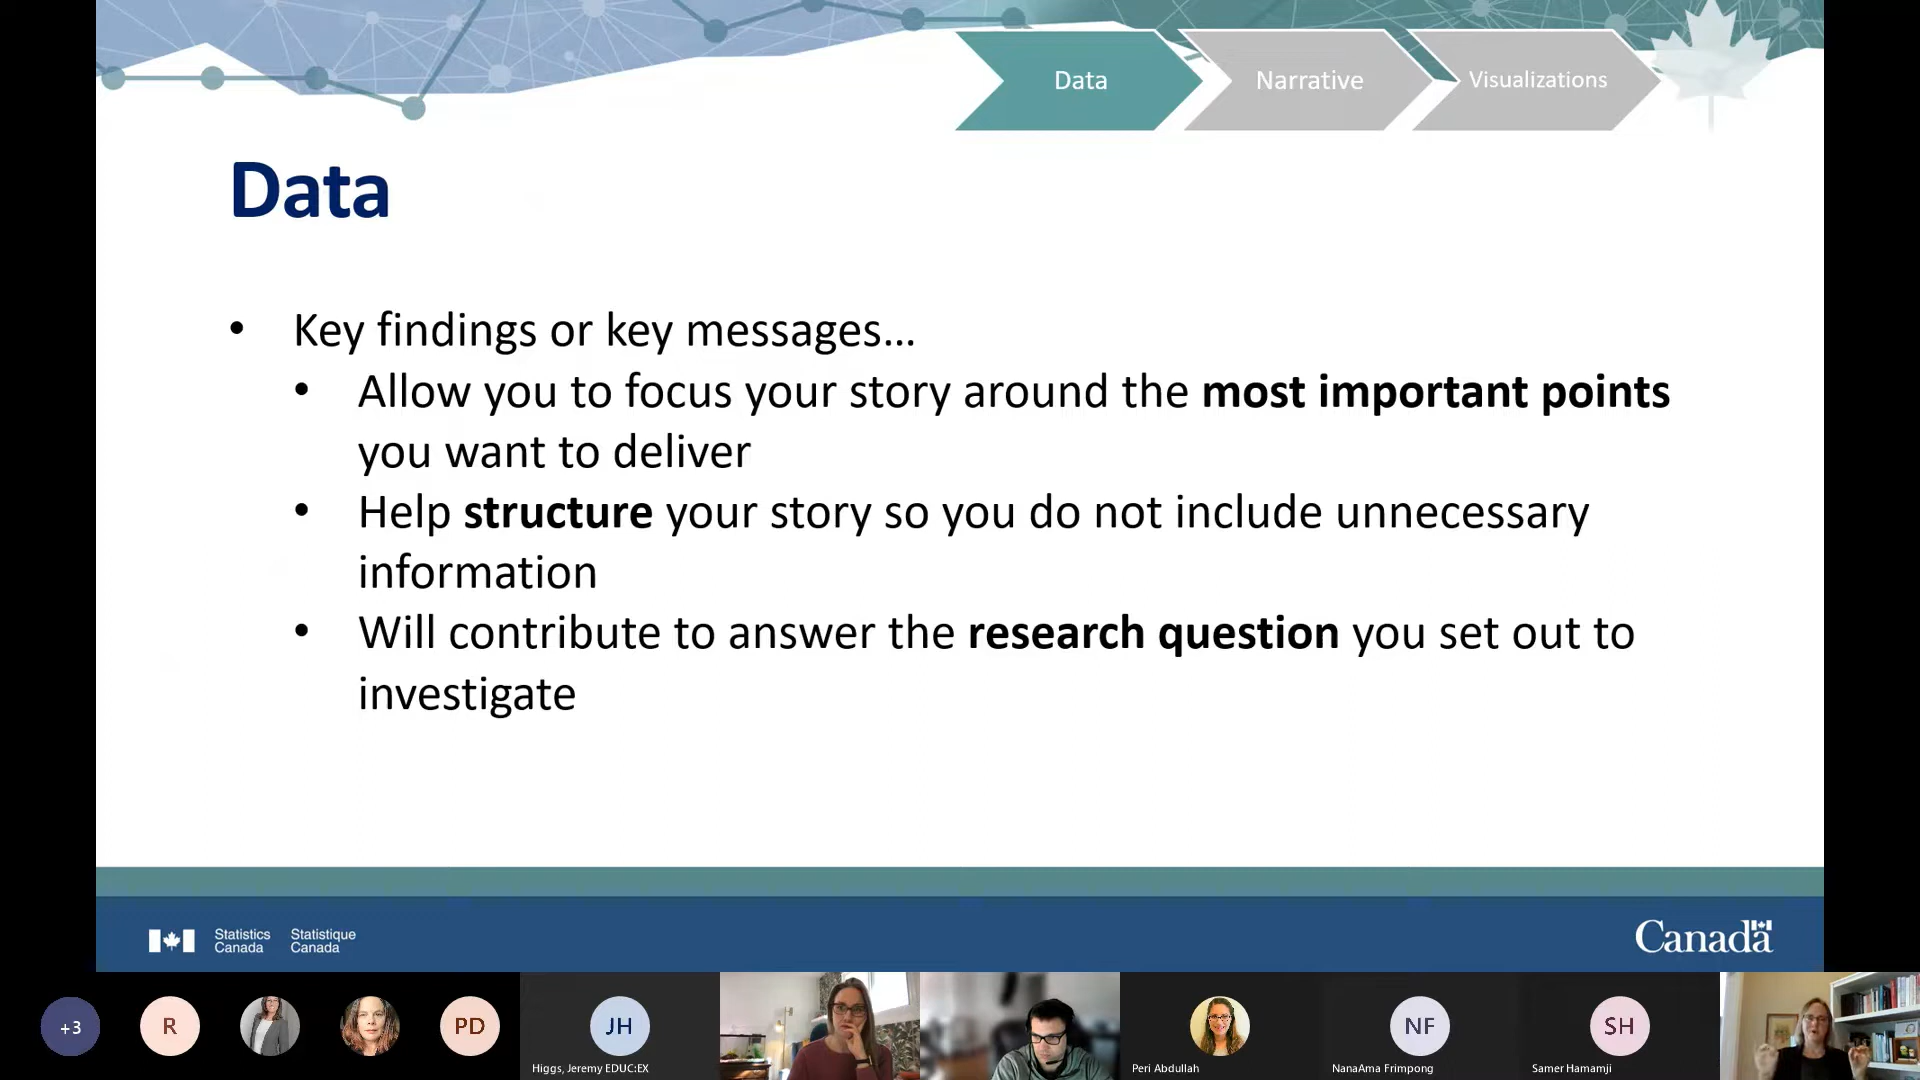 Data
Narrative
Visualizations
Data
• Key findings or key messages...
• Allow you to focus your story around the most important points
you want to deliver
• Help structure your story so you do not include unnecessary
information
• Will contribute to answer the research question you set out to
investigate
Statistics
Canada
Statistique
Canada
Canada
+3
R
PD
JH
NF
SH
Higgs, Jeremy EDUC:EX
Peri Abdullah
NanaAma Frimpong
Samer Hamamji